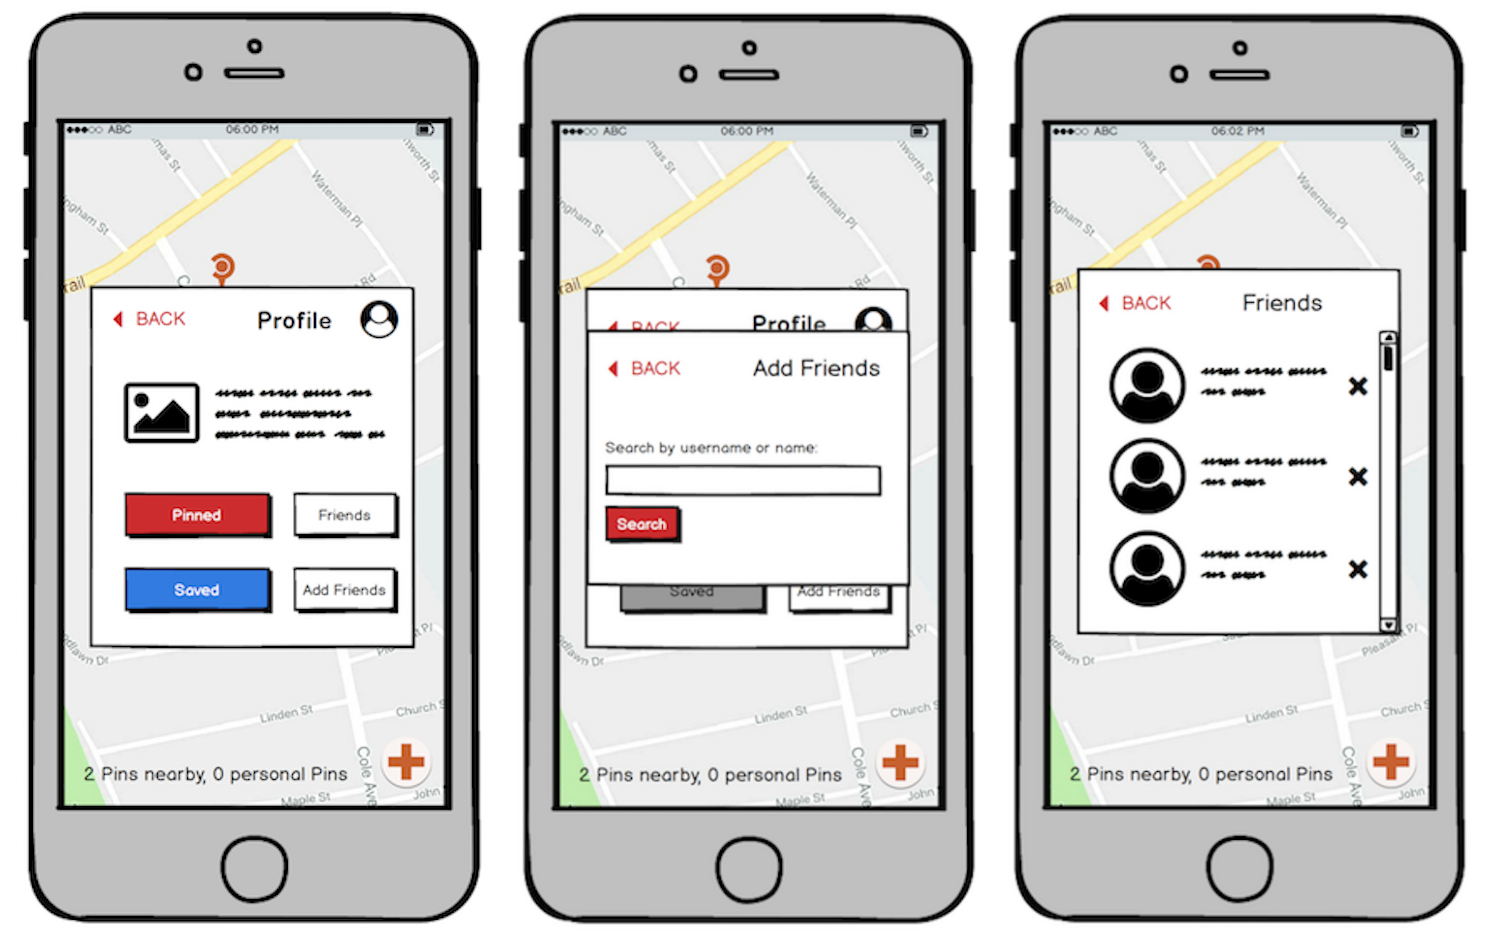 ABC 06:00 PM
mas St
worth St
Waterman Pl
ngham St
rail
C
Rd
BACK Profile
Pinned Friends
Saved Add Friends
dlawn Dr
t Pl
Linden St
Church S
Cole Ave
2 Pins nearby, 0 personal Pins
Maple St
John
ABC 06:00 PM
mas St
worth St
Waterman Pl
ngham St
rail
Rd
BACK Profile
BACK Add Friends
Search by username or name:
Search
Saved Add Friends
dlawn Dr
Pl
Linden St
Church S
Cole Ave
2 Pins nearby, 0 personal Pins
Maple St
John
ABC 06:02 PM
mas St
worth St
Waterman Pl
ngham St
rail
BACK Friends
dlawn Dr
Pleasant Pl
Linden St
Church S
Cole Ave
2 Pins nearby, 0 personal Pins
Maple St
John